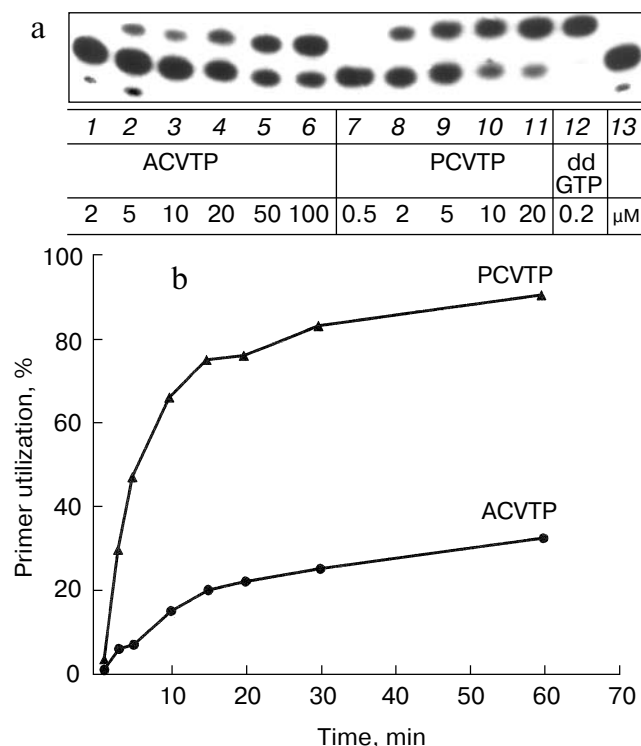 a
1 2 3 4 5 6 7 8 9 10 11 12 13
ACVTP PCVTP dd
GTP
2 5 10 20 50 100 0.5 2 5 10 20 0.2 μM
b
100
80
60
40
20
0
Primer utilization, %
PCVTP
ACVTP
10 20 30 40 50 60 70
Time, min